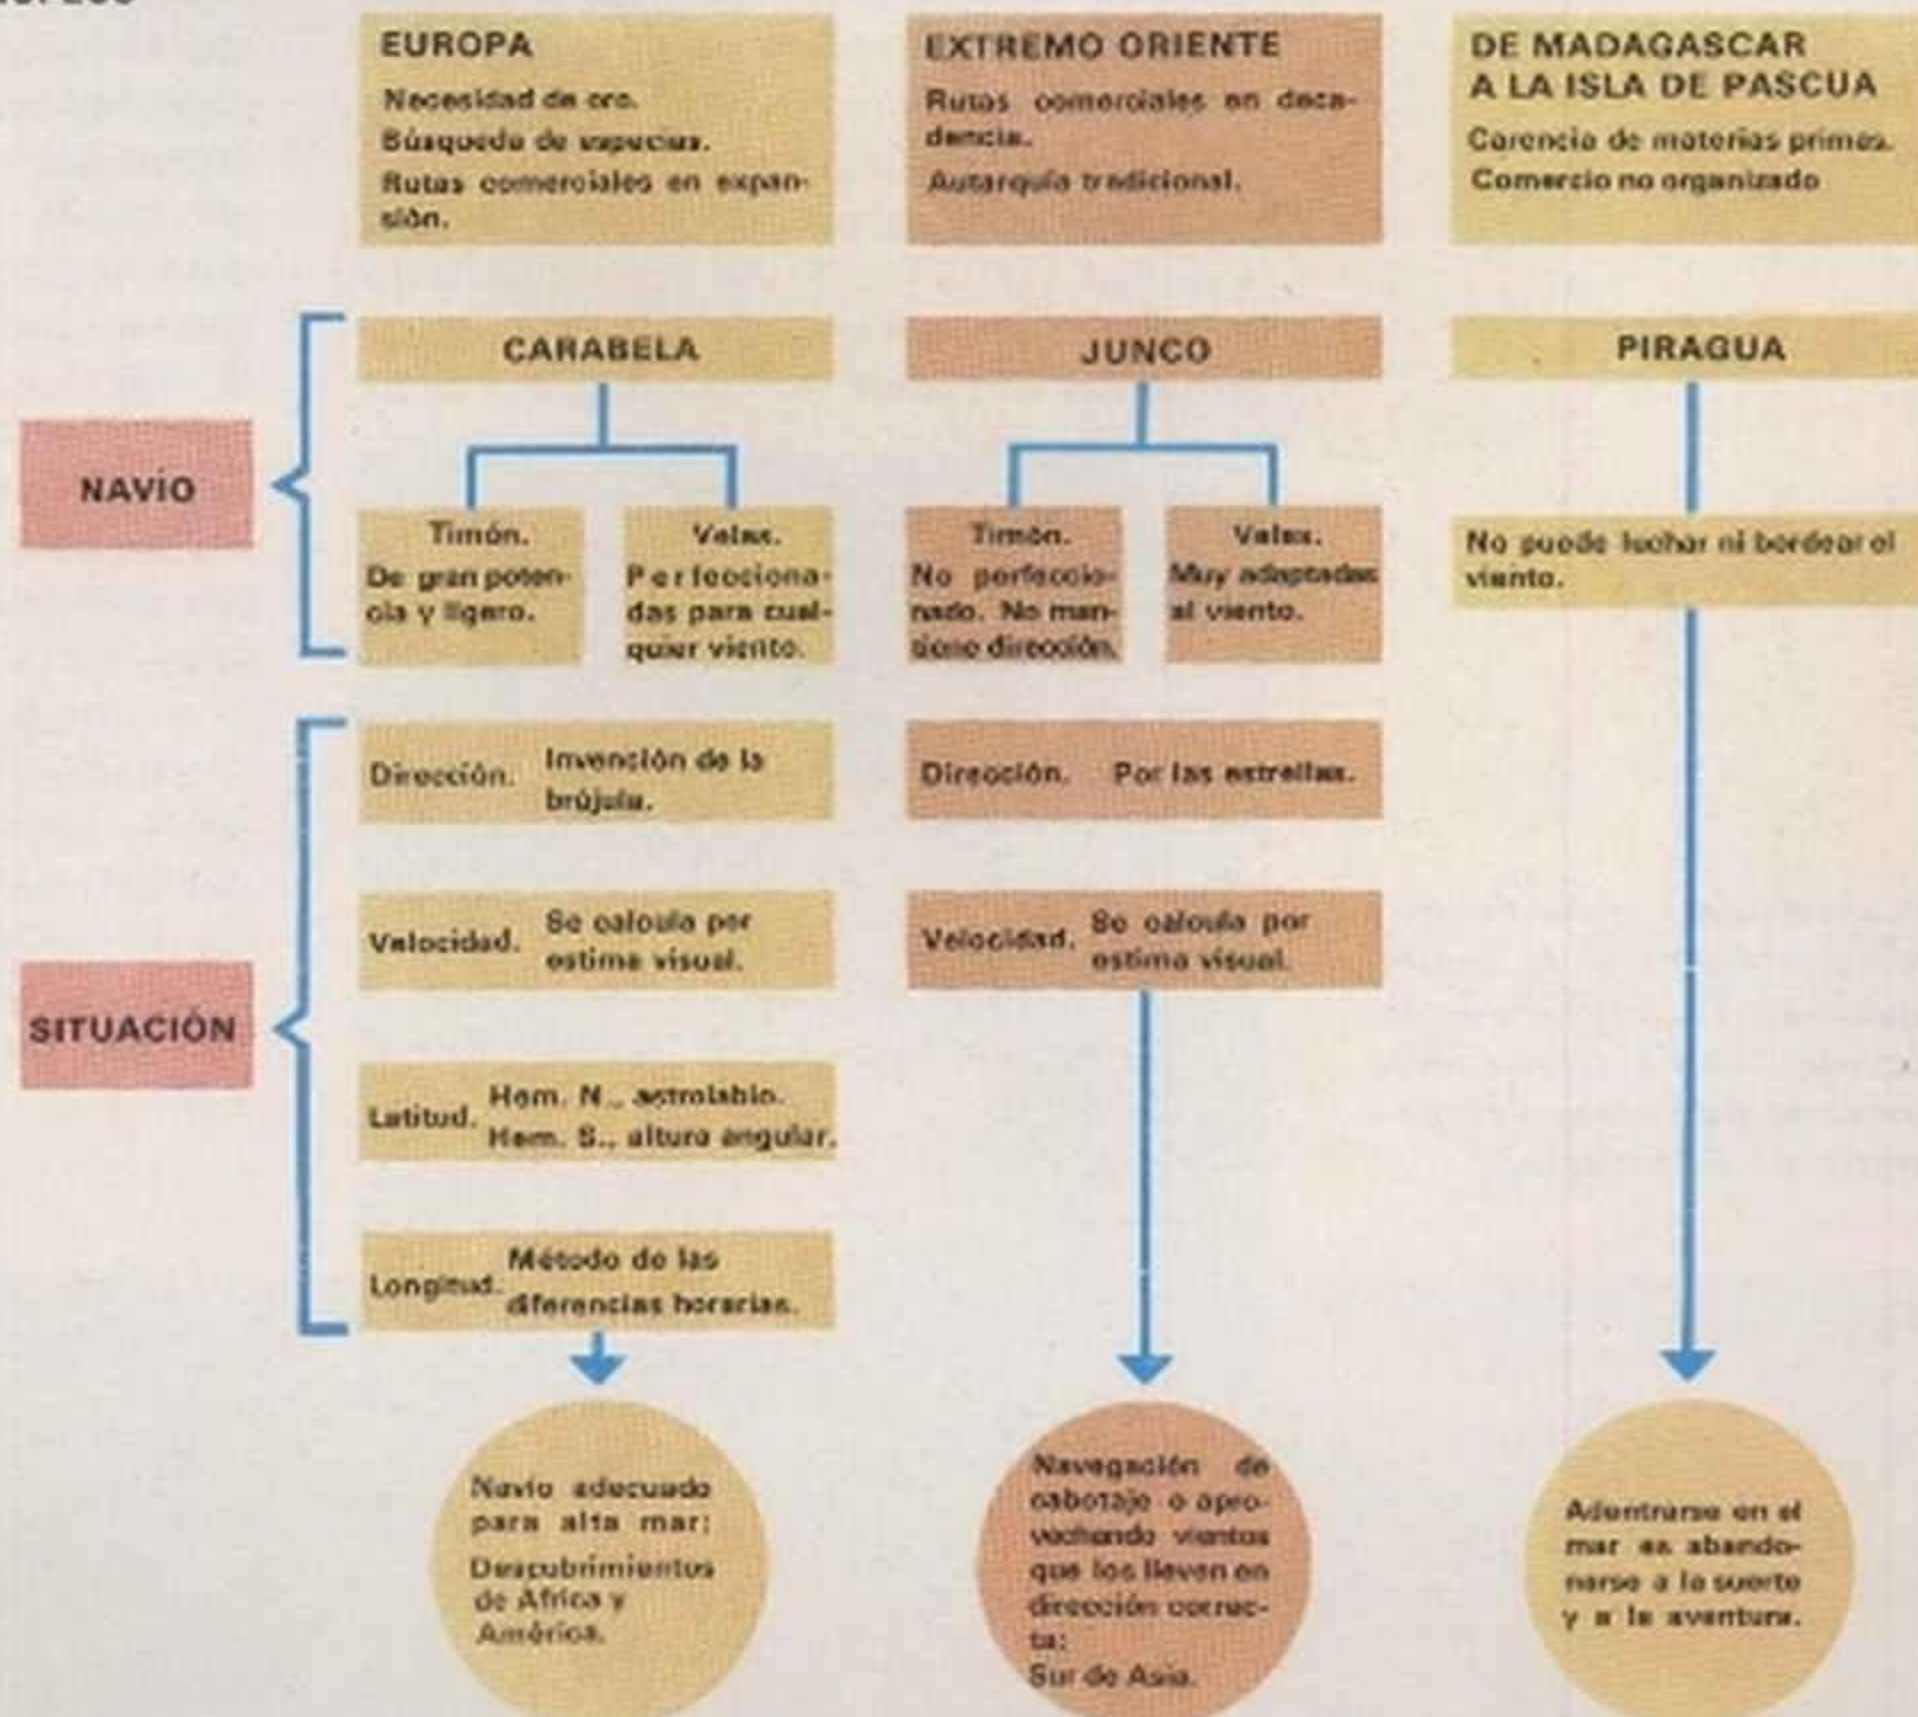 EUROPA
Necesidad de oro.
Búsqueda de especias.
Rutas comerciales en expan-
sión.
EXTREMO ORIENTE
Rutas comerciales en deca-
dencia.
Autarquía tradicional.
DE MADAGASCAR
A LA ISLA DE PASCUA
Carencia de materias primas.
Comercio no organizado
NAVÍO
CARABELA
Timón.
De gran poten-
cia y ligero.
Velas.
Perfecciona-
das para cual-
quier viento.
JUNCO
Timón.
No perfeccio-
nado. No man-
tiene dirección.
Velas.
Muy adaptadas
al viento.
PIRAGUA
No puede luchar ni bordear el
viento.
SITUACIÓN
Dirección. Invención de la
brújula.
Velocidad. Se calcula por
estima visual.
Latitud. Hem. N., astrolabio.
Hem. S., altura angular.
Longitud. Método de las
diferencias horarias.
Dirección. Por las estrellas.
Velocidad. Se calcula por
estima visual.
Navío adecuado
para alta mar:
Descubrimientos
de África y
América.
Navegación de
cabotaje o apro-
vechando vientos
que los lleven en
dirección correc-
ta:
Sur de Asia.
Adentrarse en el
mar es abando-
narse a la suerte
y a la aventura.